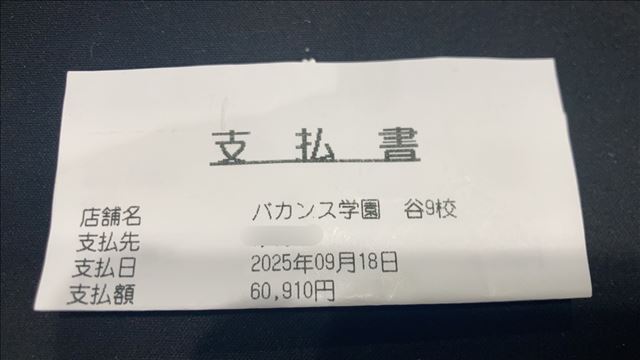 支払書
店舗名 バカンス学園 谷9校
支払先
支払日 2025年09月18日
支払額 60,910円